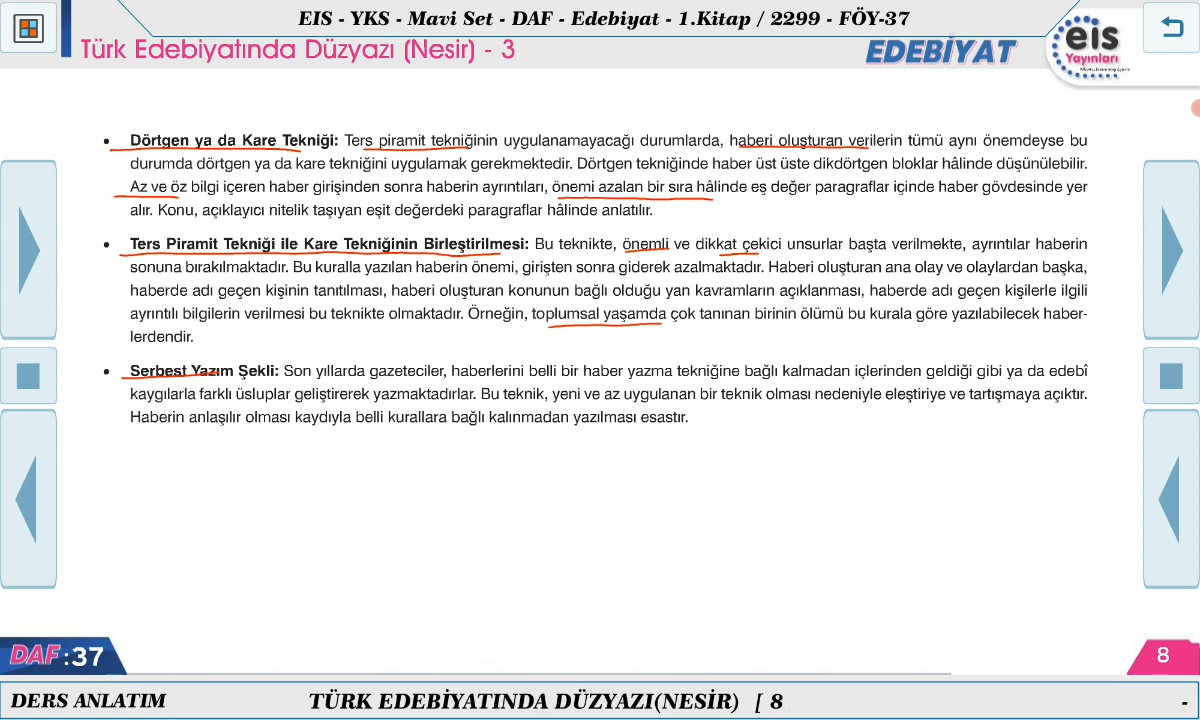 EIS - YKS - Mavi Set - DAF - Edebiyat - 1.Kitap / 2299 - FÖY-37
Türk Edebiyatında Düzyazı (Nesir) - 3
EDEBİYAT
eis
Yayınları
• Dörtgen ya da Kare Tekniği: Ters piramit tekniğinin uygulanamayacağı durumlarda, haberi oluşturan verilerin tümü aynı önemdeyse bu
durumda dörtgen ya da kare tekniğini uygulamak gerekmektedir. Dörtgen tekniğinde haber üst üste dikdörtgen bloklar hâlinde düşünülebilir.
Az ve öz bilgi içeren haber girişinden sonra haberin ayrıntıları, önemi azalan bir sıra hâlinde eş değer paragraflar içinde haber gövdesinde yer
alır. Konu, açıklayıcı nitelik taşıyan eşit değerdeki paragraflar hâlinde anlatılır.
• Ters Piramit Tekniği ile Kare Tekniğinin Birleştirilmesi: Bu teknikte, önemli ve dikkat çekici unsurlar başta verilmekte, ayrıntılar haberin
sonuna bırakılmaktadır. Bu kuralla yazılan haberin önemi, girişten sonra giderek azalmaktadır. Haberi oluşturan ana olay ve olaylardan başka,
haberde adı geçen kişinin tanıtılması, haberi oluşturan konunun bağlı olduğu yan kavramların açıklanması, haberde adı geçen kişilerle ilgili
ayrıntılı bilgilerin verilmesi bu teknikte olmaktadır. Örneğin, toplumsal yaşamda çok tanınan birinin ölümü bu kurala göre yazılabilecek haber-
lerdendir.
• Serbest Yazım Şekli: Son yıllarda gazeteciler, haberlerini belli bir haber yazma tekniğine bağlı kalmadan içlerinden geldiği gibi ya da edebî
kaygılarla farklı üsluplar geliştirerek yazmaktadırlar. Bu teknik, yeni ve az uygulanan bir teknik olması nedeniyle eleştiriye ve tartışmaya açıktır.
Haberin anlaşılır olması kaydıyla belli kurallara bağlı kalınmadan yazılması esastır.
DAF : 37
8
DERS ANLATIM TÜRK EDEBİYATINDA DÜZYAZI(NESİR) [ 8 -